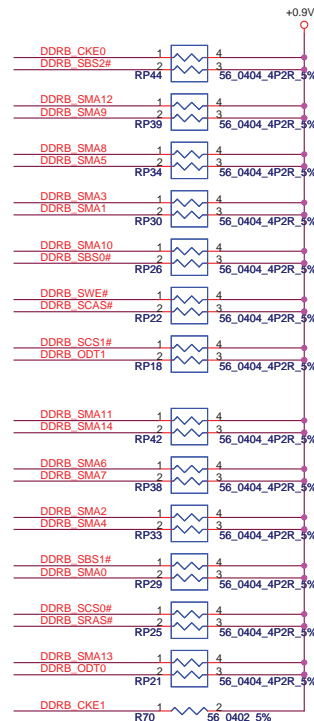 +0.9V
DDRB_CKE0 1 4
DDRB_SBS2# 2 3
RP44 56_0404_4P2R_5%
DDRB_SMA12 1 4
DDRB_SMA9 2 3
RP39 56_0404_4P2R_5%
DDRB_SMA8 1 4
DDRB_SMA5 2 3
RP34 56_0404_4P2R_5%
DDRB_SMA3 1 4
DDRB_SMA1 2 3
RP30 56_0404_4P2R_5%
DDRB_SMA10 1 4
DDRB_SBS0# 2 3
RP26 56_0404_4P2R_5%
DDRB_SWE# 1 4
DDRB_SCAS# 2 3
RP22 56_0404_4P2R_5%
DDRB_SCS1# 1 4
DDRB_ODT1 2 3
RP18 56_0404_4P2R_5%
DDRB_SMA11 1 4
DDRB_SMA14 2 3
RP42 56_0404_4P2R_5%
DDRB_SMA6 1 4
DDRB_SMA7 2 3
RP38 56_0404_4P2R_5%
DDRB_SMA2 1 4
DDRB_SMA4 2 3
RP33 56_0404_4P2R_5%
DDRB_SBS1# 1 4
DDRB_SMA0 2 3
RP29 56_0404_4P2R_5%
DDRB_SCS0# 1 4
DDRB_SRAS# 2 3
RP25 56_0404_4P2R_5%
DDRB_SMA13 1 4
DDRB_ODT0 2 3
RP21 56_0404_4P2R_5%
DDRB_CKE1 1 2
R70 56_0402_5%